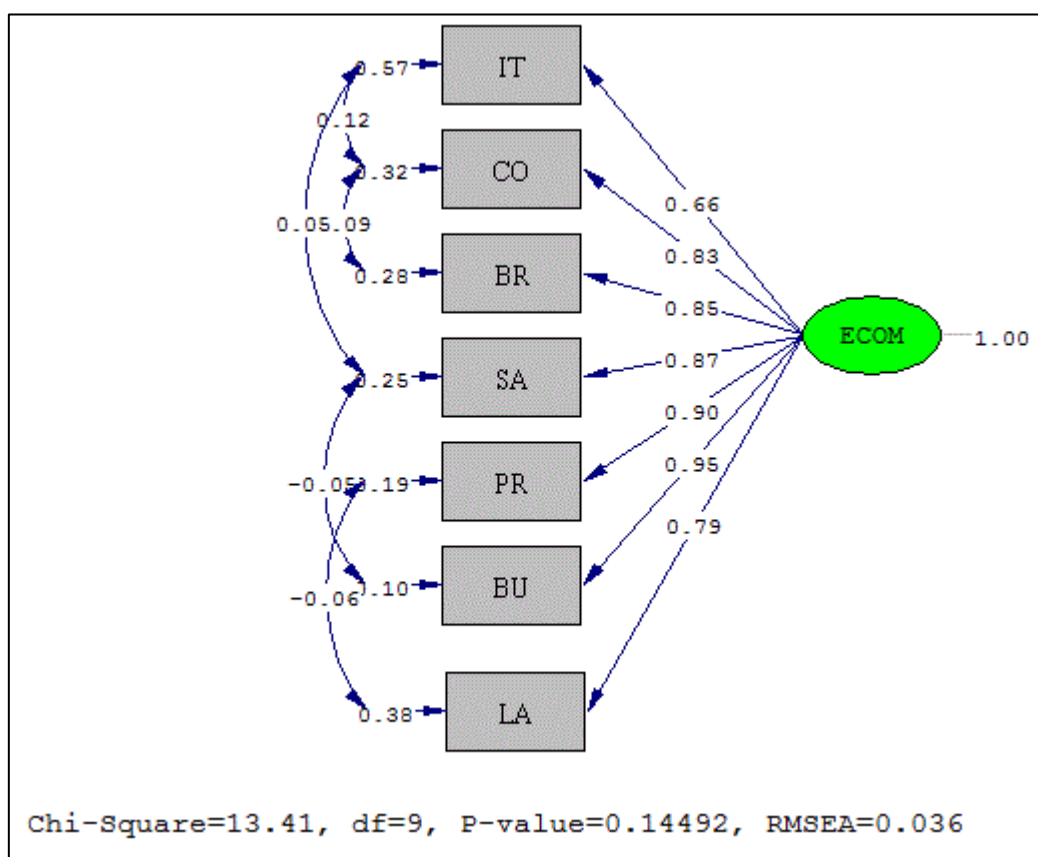 0.57 IT
0.12
0.32 CO
0.66
0.05 .09
0.83
0.28 BR
0.85
ECOM 1.00
0.25 SA
0.87
0.90
-0.05 .19 PR
0.95
0.79
-0.06 .10 BU
0.38 LA
Chi-Square=13.41, df=9, P-value=0.14492, RMSEA=0.036